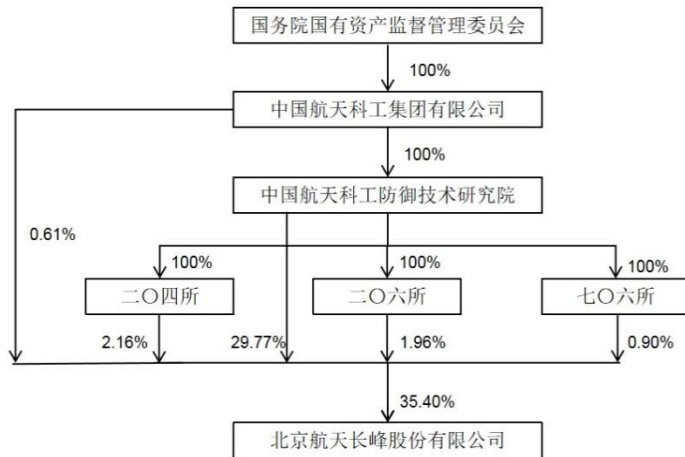 国务院国有资产监督管理委员会
100%
中国航天科工集团有限公司
100%
中国航天科工防御技术研究院
0.61%
100%
100%
100%
二〇四所
二〇六所
七〇六所
2.16%
29.77%
1.96%
0.90%
35.40%
北京航天长峰股份有限公司